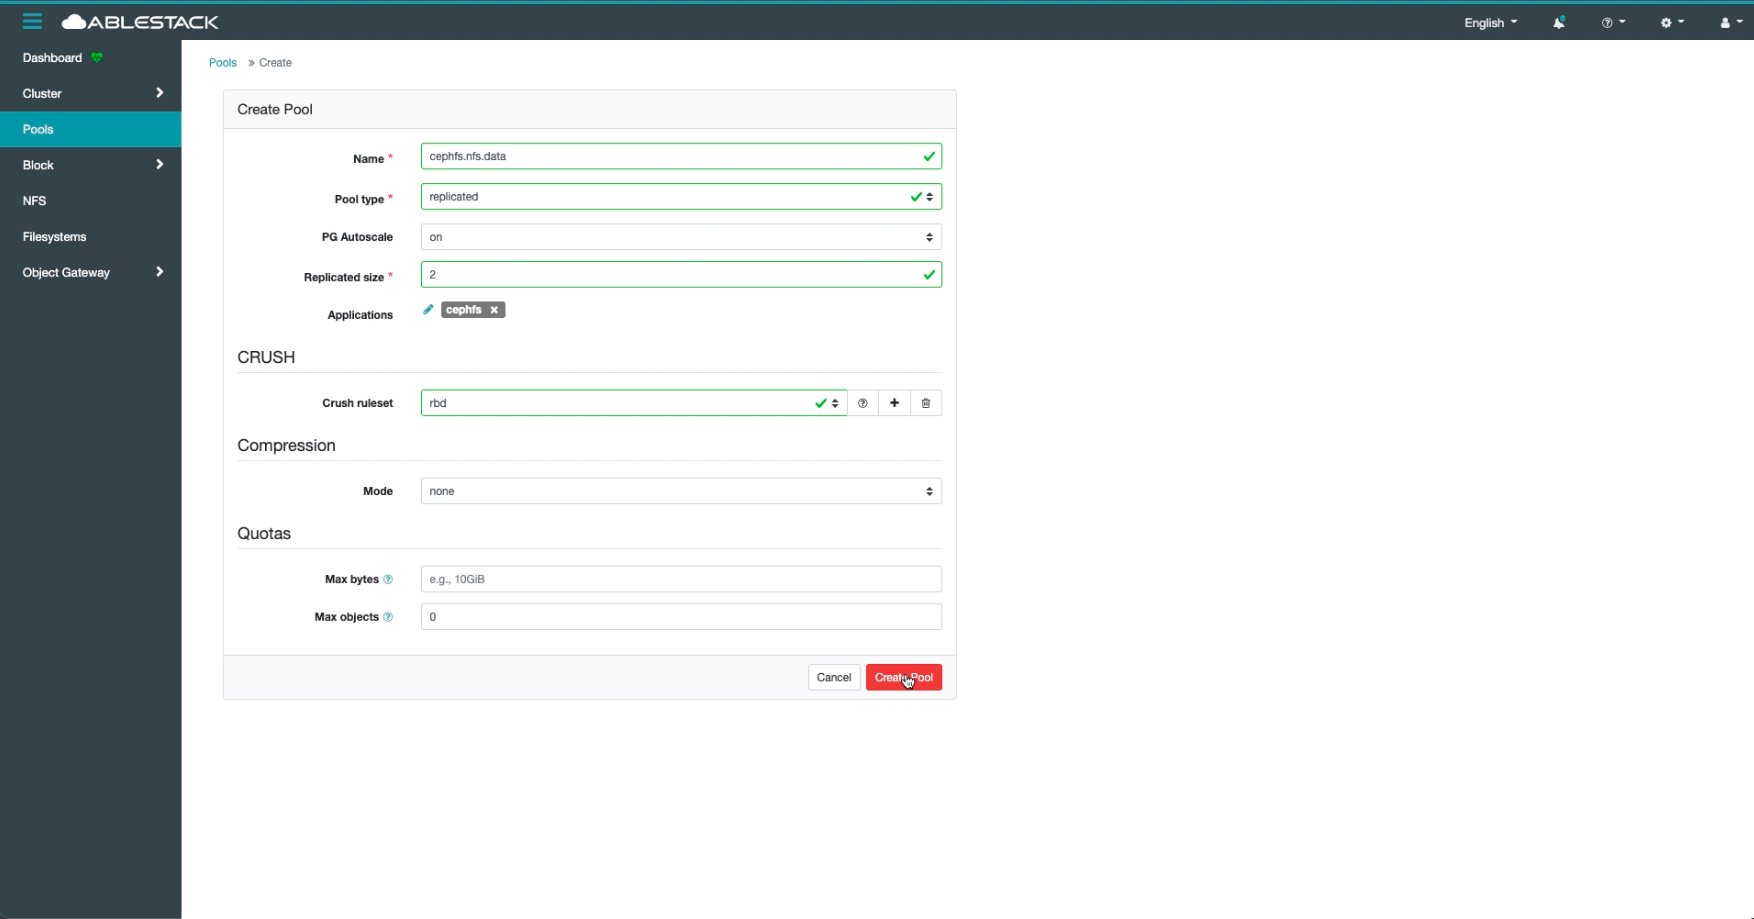 ABLESTACK
English
Dashboard
Cluster
Pools
Block
NFS
Filesystems
Object Gateway
Pools » Create
Create Pool
Name *
cephfs.nfs.data
Pool type *
replicated
PG Autoscale
on
Replicated size *
2
Applications
cephfs ×
CRUSH
Crush ruleset
rbd
Compression
Mode
none
Quotas
Max bytes
e.g., 10GiB
Max objects
0
Cancel
Create Pool